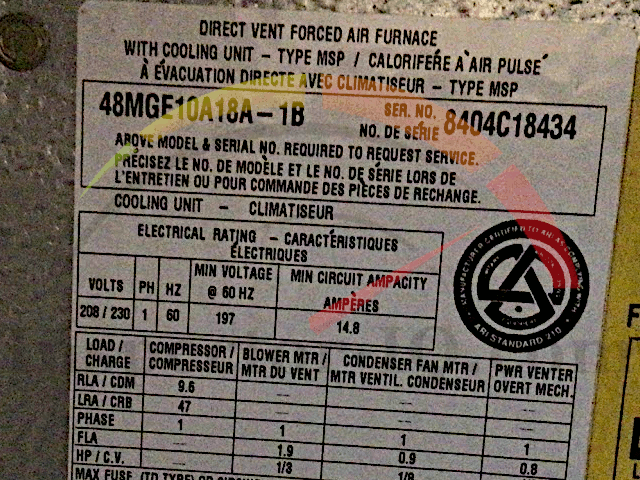 DIRECT VENT FORCED AIR FURNACE
WITH COOLING UNIT - TYPE MSP / CALORIFERE À AIR PULSÉ
À ÉVACUATION DIRECTE AVEC CLIMATISEUR - TYPE MSP
48MGE10A18A-1B SER. NO. NO. DE SÉRIE 8404C18434
ABOVE MODEL & SERIAL NO. REQUIRED TO REQUEST SERVICE.
PRÉCISEZ LE NO. DE MODÈLE ET LE NO. DE SÉRIE LORS DE
L'ENTRETIEN OU POUR COMMANDE DES PIÈCES DE RECHANGE.
COOLING UNIT - CLIMATISEUR
ELECTRICAL RATING - CARACTÉRISTIQUES
ÉLECTRIQUES
VOLTS PH HZ MIN VOLTAGE @ 60 HZ MIN CIRCUIT AMPACITY AMPÈRES
208 / 230 1 60 197 14.8
LOAD / CHARGE COMPRESSOR / COMPRESSEUR BLOWER MTR / MTR DU VENT CONDENSER FAN MTR / MTR VENTIL. CONDENSEUR PWR VENTER OVERT MECH.
RLA / CDM 9.6 --- --- ---
LRA / CRB 47 --- --- ---
PHASE 1 1 1 1
FLA --- 1.9 0.9 0.8
HP / C.V. --- 1/3 1/8
MAX FUSE (TD TYPE) OR
ARI STANDARD 210